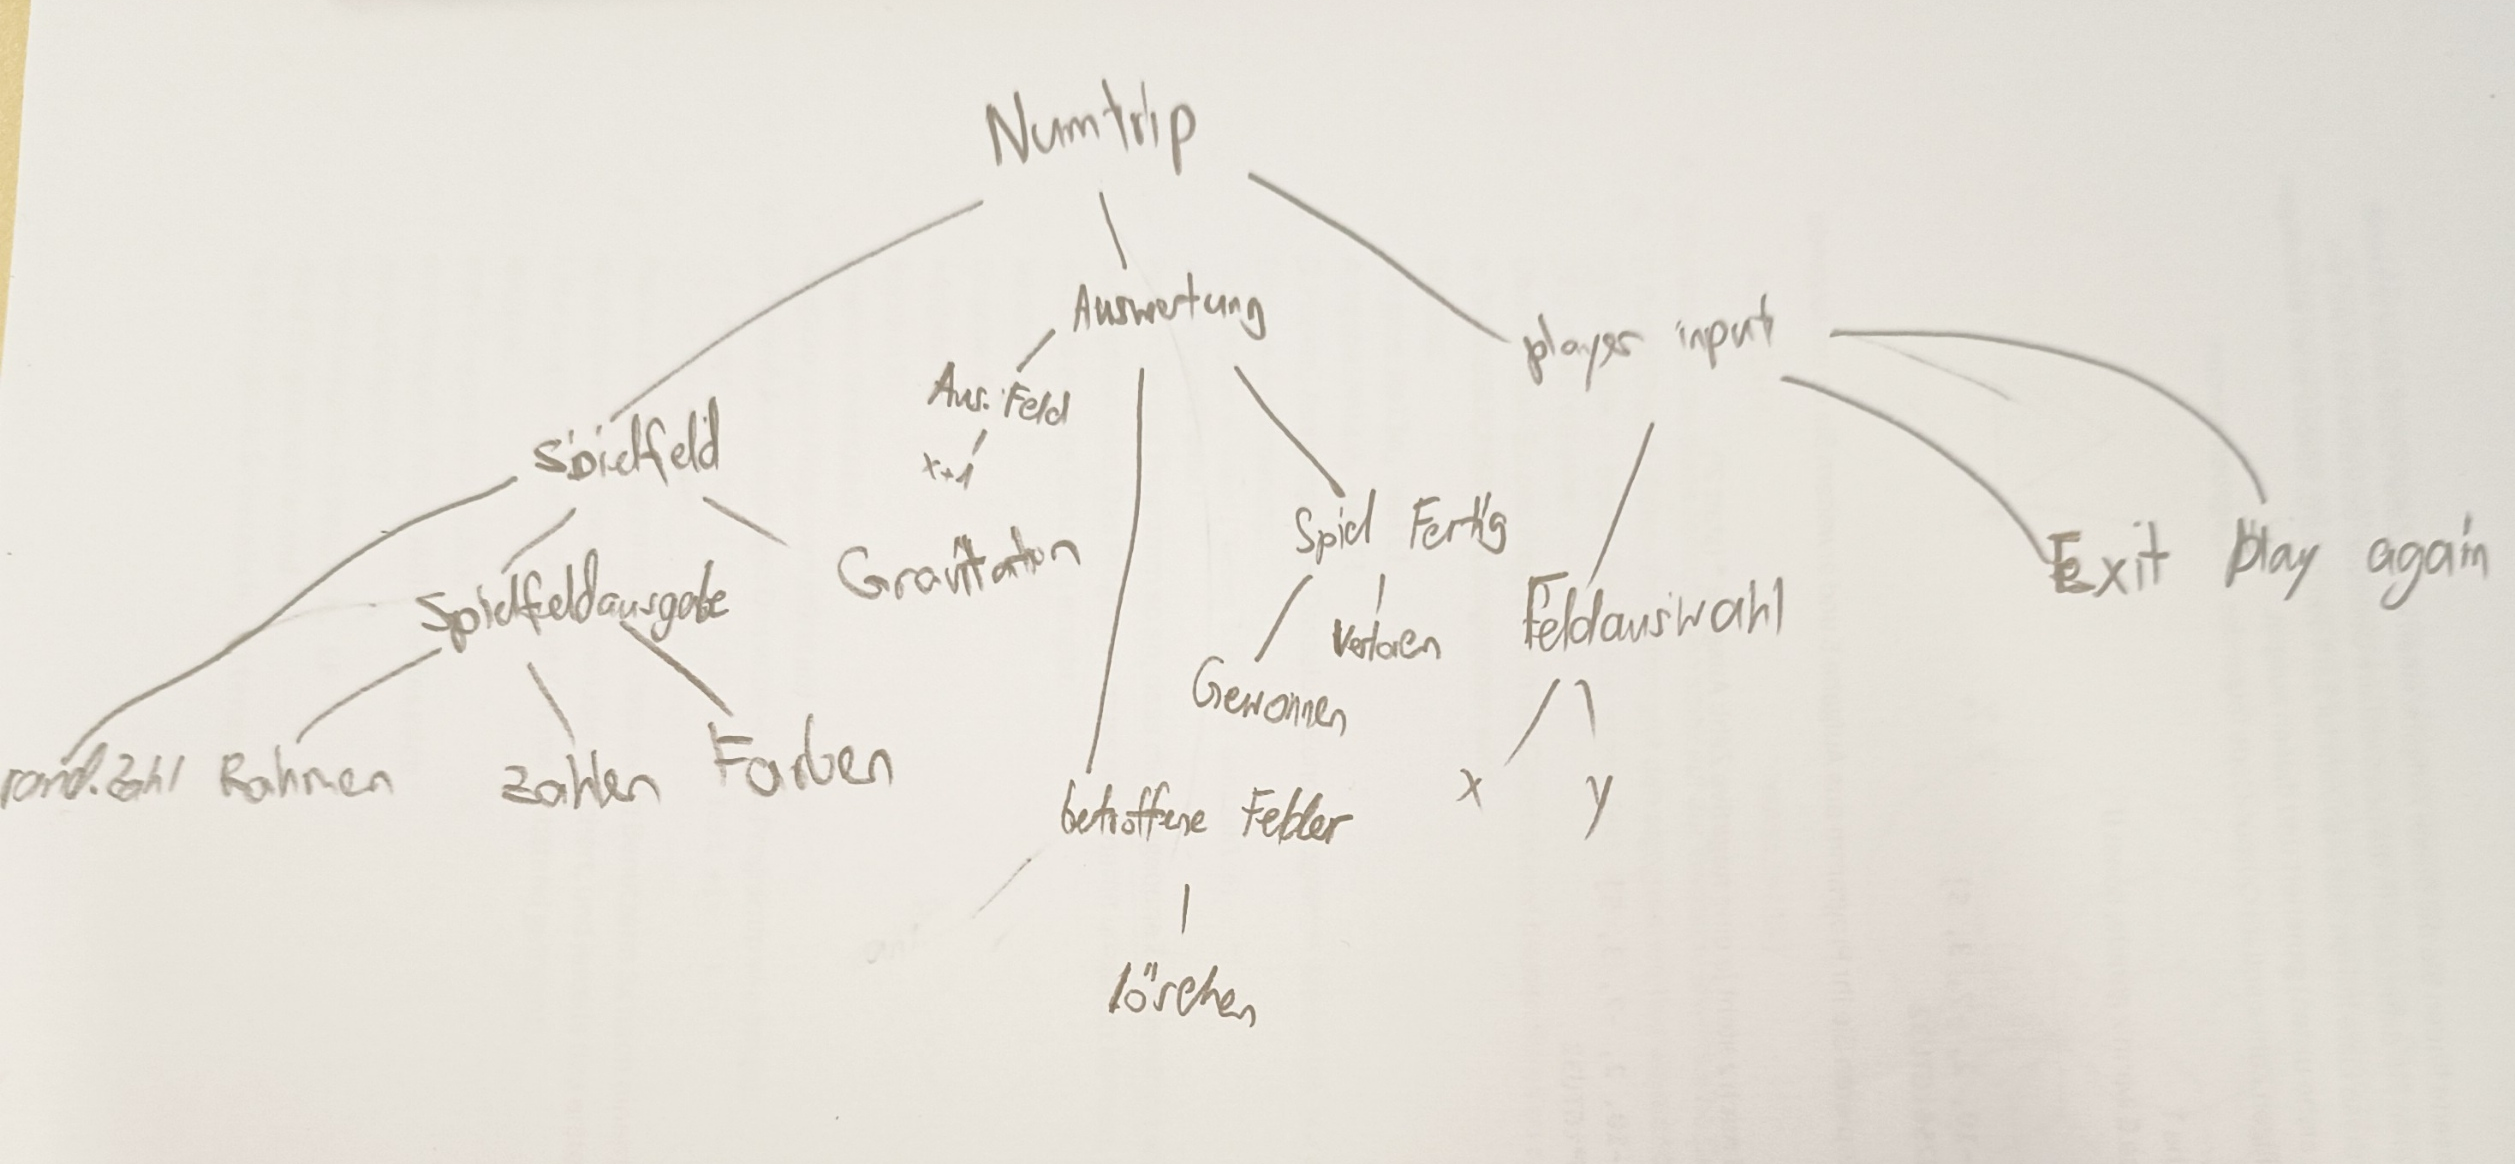 Numtrip
Auswertung
player input
Aus. Feld
x+1
Spielfeld
Spiel Fertig
Exit
play again
Gravitation
Spielfeldausgabe
Feldauswahl
Verloren
Gewonnen
rand. Zahl
Rahmen
zahlen
Farben
x
y
betroffene Felder
löschen